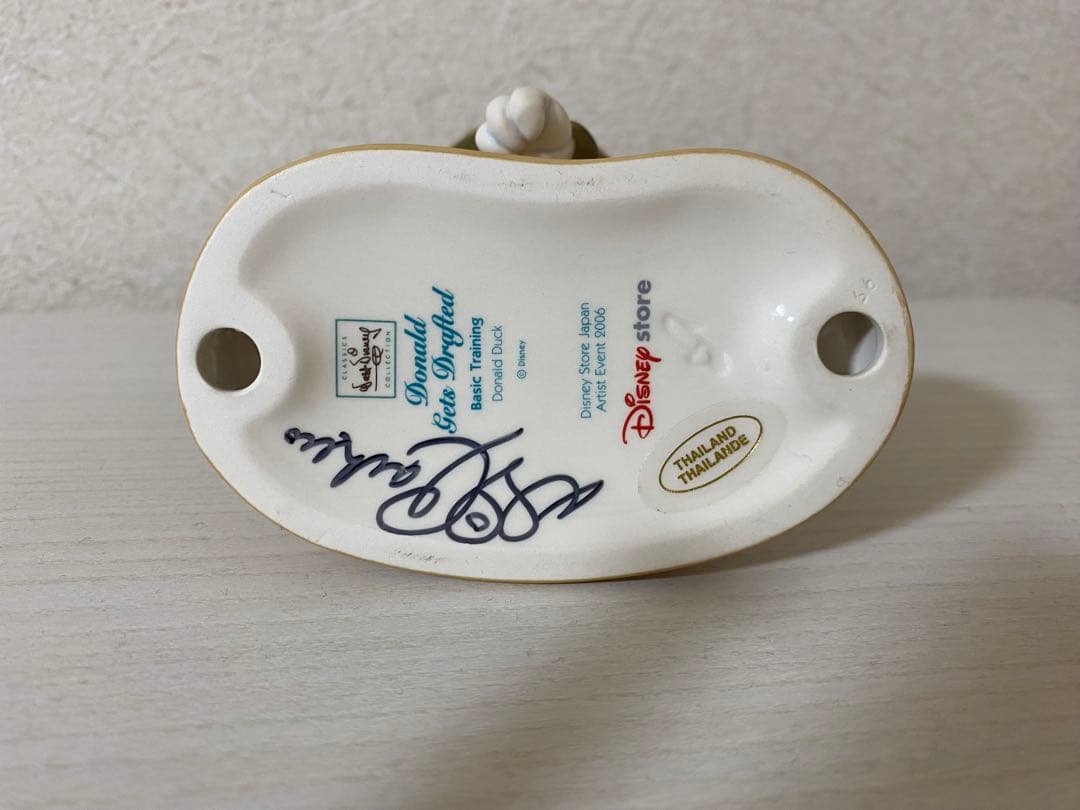 CLASSICS
Walt Disney
COLLECTION
Donald
Gets Drafted
Basic Training
Donald Duck
© Disney
Disney Store Japan
Artist Event 2006
Disney store
THAILAND
THAILANDE